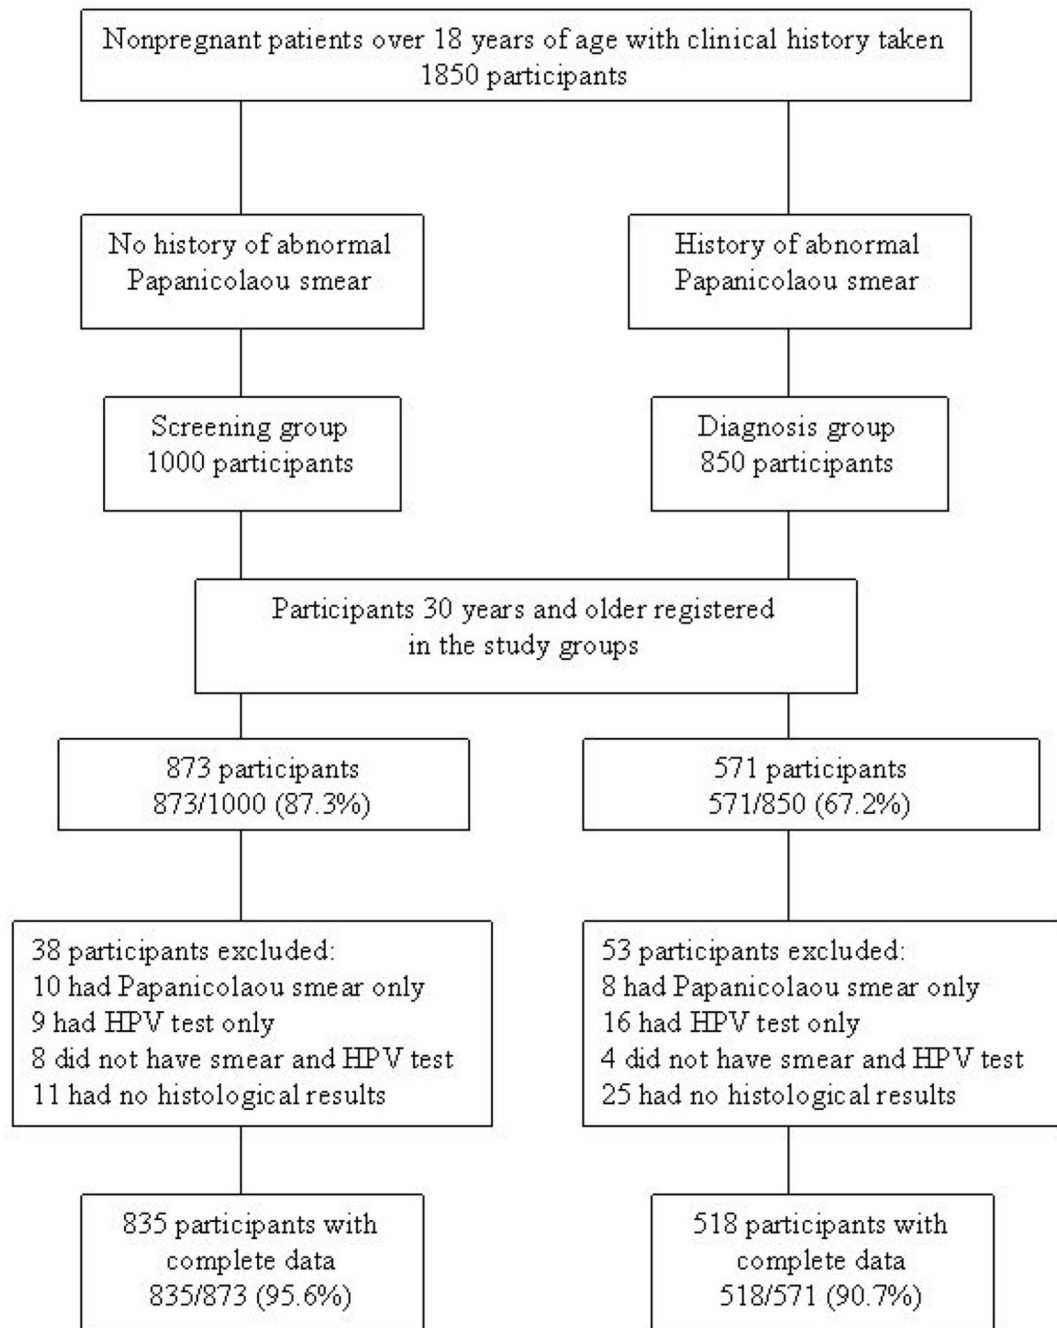 Nonpregnant patients over 18 years of age with clinical history taken
1850 participants
No history of abnormal
Papanicolaou smear
History of abnormal
Papanicolaou smear
Screening group
1000 participants
Diagnosis group
850 participants
Participants 30 years and older registered
in the study groups
873 participants
873/1000 (87.3%)
571 participants
571/850 (67.2%)
38 participants excluded:
10 had Papanicolaou smear only
9 had HPV test only
8 did not have smear and HPV test
11 had no histological results
53 participants excluded:
8 had Papanicolaou smear only
16 had HPV test only
4 did not have smear and HPV test
25 had no histological results
835 participants with
complete data
835/873 (95.6%)
518 participants with
complete data
518/571 (90.7%)